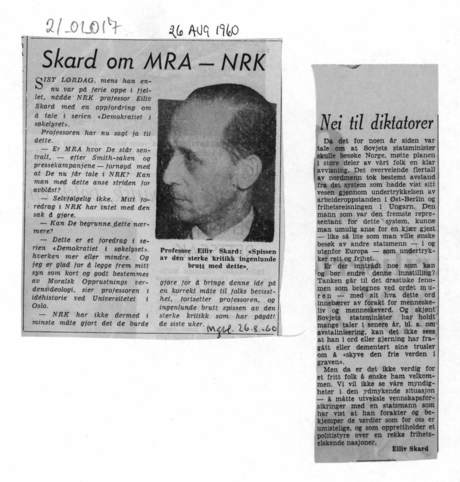 2/01017
26 AUG 1960
Skard om MRA — NRK
SIST LØRDAG, mens han en-
nu var på ferie oppe i fjel-
let, nådde NRK professor Eiliv
Skard med en oppfordring om
å tale i serien «Demokratiet i
søkelyset».
Professoren har nu sagt ja til
dette.
— Er MRA hvor De står sen-
tralt, — efter Smith-saken og
pressekampanjene — fornøyd med
at De nu får tale i NRK? Kan
man med dette anse striden for
avblåst?
— Selvfølgelig ikke. Mitt fo-
redrag i NRK har intet med den
sak å gjøre.
— Kan De begrunne dette nær-
mere?
— Dette er et foredrag i se-
rien «Demokratiet i søkelyset»,
hverken mer eller mindre. Og
jeg er glad for å legge frem mitt
syn som kort og godt bestemmes
av Moralsk Opprustnings ver-
densideologi, sier professoren i
idéhistorie ved Universitetet i
Oslo.
— NRK har ikke dermed i
minste måte gjort det de burde
Professor Eiliv Skard: «Spissen
av den sterke kritikk ingenlunde
brutt med dette».
gjøre for å bringe denne idé på
en korrekt måte til folks bevisst-
het, fortsetter professoren, og
ingenlunde brutt spissen av den
sterke kritikk som har pågått
de siste uker.
Mgbl. 26.8.60
Nei til diktatorer
Da det for noen år siden var
tale om at Sovjets statsminister
skulle besøke Norge, møtte planen
i store deler av vårt folk en klar
avvisning. Det overveiende flertall
av nordmenn tok bestemt avstand
fra det system som hadde vist sitt
vesen gjennom undertrykkelsen av
arbeideroppstanden i Øst-Berlin og
frihetsreisningen i Ungarn. Den
mann som var den fremste repre-
sentant for dette system, kunne
man umulig anse for en kjær gjest
— like så lite som man ville ønske
besøk av andre statsmenn — i og
utenfor Europa — som undertryk-
ker rett og frihet.
Er der inntrådt noe som kan
og bør endre denne innstilling?
Tanken går til det drastiske feno-
men som betegnes ved ordet mu-
ren — med alt hva dette ord
innebærer av forakt for menneske-
liv og menneskeverd. Og skjønt
Sovjets statsminister har holdt
mange taler i senere år, bl. a. om
avstalinisering, kan det ikke sees
at han i ord eller gjerning har fra-
gått eller dementert sine trusler
om å «skyve den frie verden i
graven».
Men da er det ikke verdig for
et fritt folk å ønske ham velkom-
men. Vi vil ikke se våre myndig-
heter i den ydmykende situasjon
— å måtte utveksle vennskapsfor-
sikringer med en statsmann som
har vist at han forakter og be-
kjemper de verdier som for oss er
umistelige, og som opprettholder et
politistyre over en rekke frihets-
elskende nasjoner.
Eiliv Skard